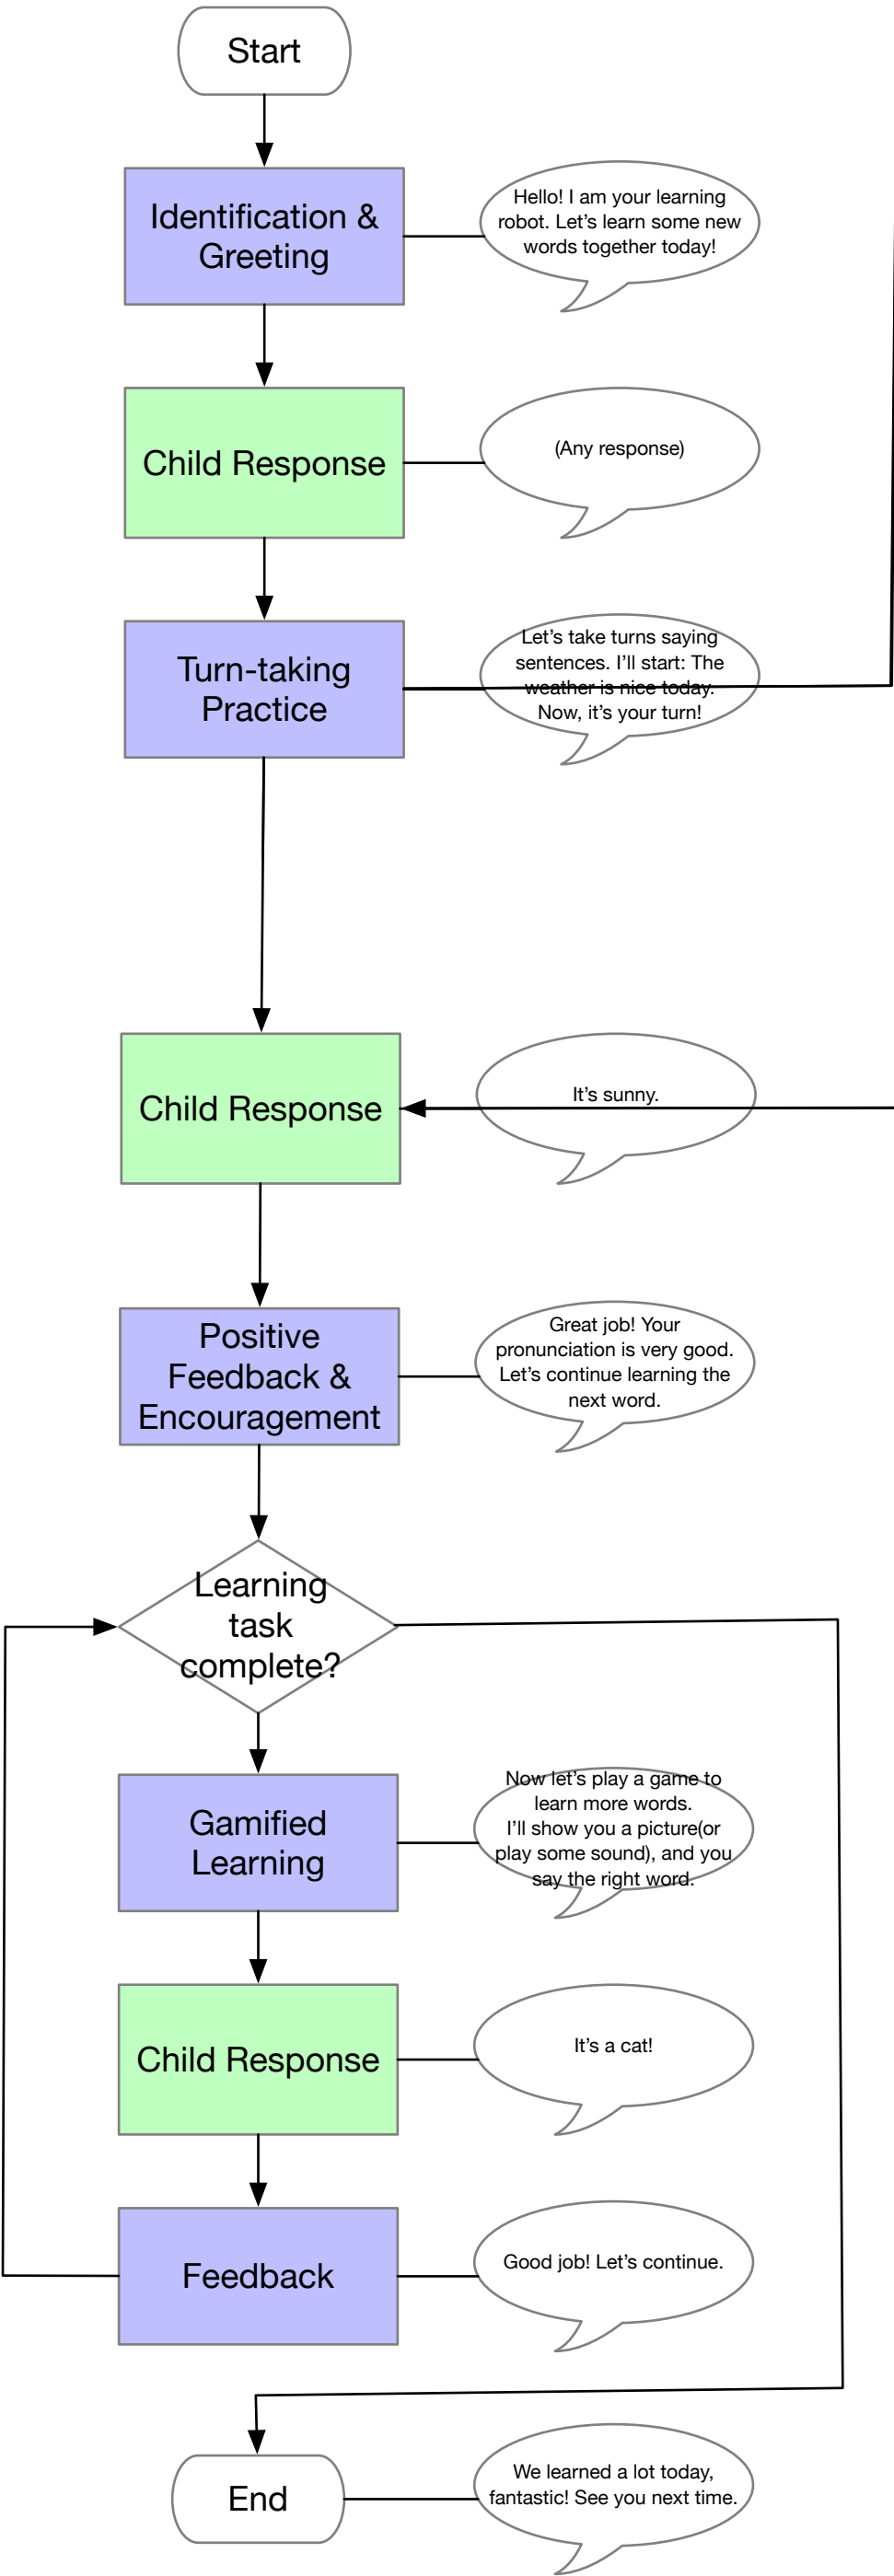 Start
Identification &
Greeting
Hello! I am your learning
robot. Let's learn some new
words together today!
Child Response
(Any response)
Turn-taking
Practice
Let's take turns saying
sentences. I'll start: The
weather is nice today.
Now, it's your turn!
Child Response
It's sunny.
Positive
Feedback &
Encouragement
Great job! Your
pronunciation is very good.
Let's continue learning the
next word.
Learning
task
complete?
Gamified
Learning
Now let's play a game to
learn more words.
I'll show you a picture(or
play some sound), and you
say the right word.
Child Response
It's a cat!
Feedback
Good job! Let's continue.
End
We learned a lot today,
fantastic! See you next time.